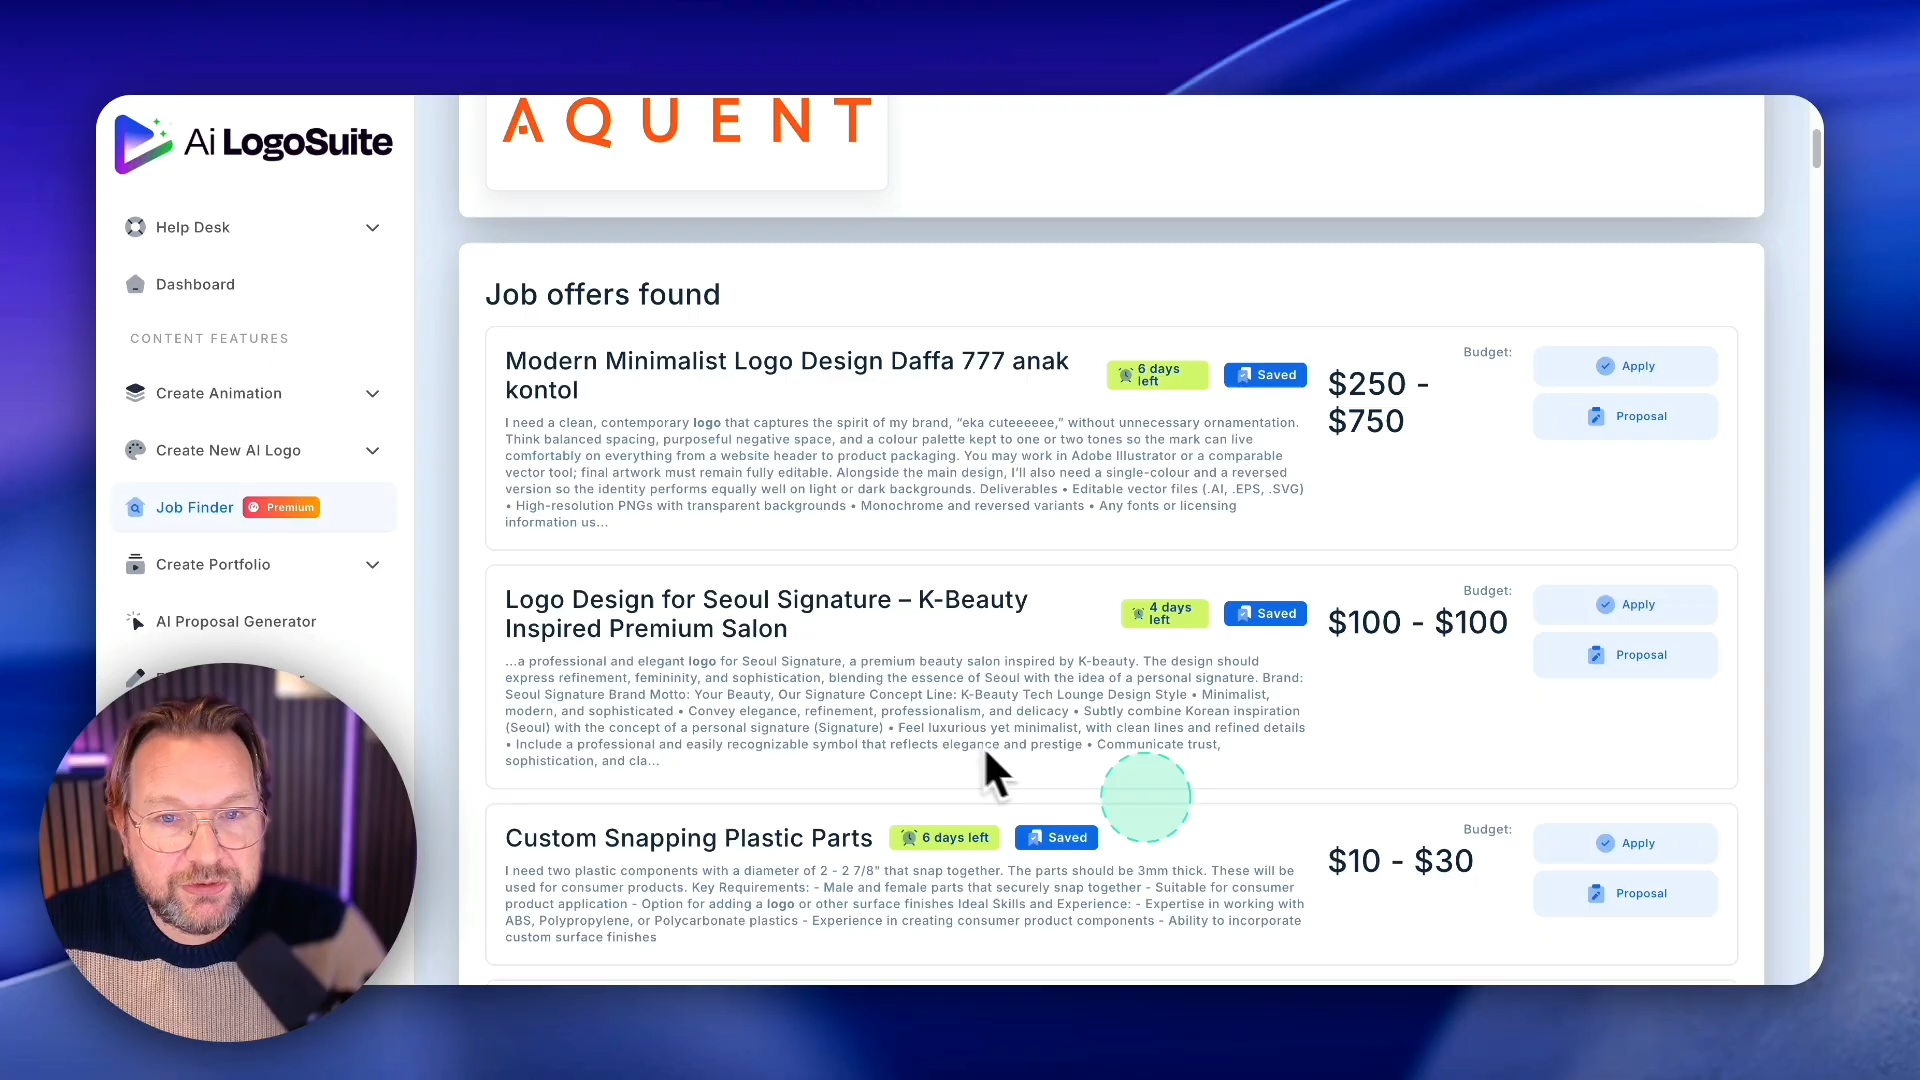 AQUENT
Ai LogoSuite
Help Desk
Dashboard
CONTENT FEATURES
Create Animation
Create New AI Logo
Job Finder
Premium
Create Portfolio
AI Proposal Generator
Job offers found
Modern Minimalist Logo Design Daffa 777 anak
kontol
6 days
left
Saved
Budget:
$250 -
$750
Apply
Proposal
I need a clean, contemporary logo that captures the spirit of my brand, “eka cuteeeeee,” without unnecessary ornamentation.
Think balanced spacing, purposeful negative space, and a colour palette kept to one or two tones so the mark can live
comfortably on everything from a website header to product packaging. You may work in Adobe Illustrator or a comparable
vector tool; final artwork must remain fully editable. Alongside the main design, I’ll also need a single-colour and a reversed
version so the identity performs equally well on light or dark backgrounds. Deliverables • Editable vector files (.AI, .EPS, .SVG)
• High-resolution PNGs with transparent backgrounds • Monochrome and reversed variants • Any fonts or licensing
information us...
Logo Design for Seoul Signature – K-Beauty
Inspired Premium Salon
4 days
left
Saved
Budget:
$100 - $100
Apply
Proposal
...a professional and elegant logo for Seoul Signature, a premium beauty salon inspired by K-beauty. The design should
express refinement, femininity, and sophistication, blending the essence of Seoul with the idea of a personal signature. Brand:
Seoul Signature Brand Motto: Your Beauty, Our Signature Concept Line: K-Beauty Tech Lounge Design Style • Minimalist,
modern, and sophisticated • Convey elegance, refinement, professionalism, and delicacy • Subtly combine Korean inspiration
(Seoul) with the concept of a personal signature (Signature) • Feel luxurious yet minimalist, with clean lines and refined details
• Include a professional and easily recognizable symbol that reflects elegance and prestige • Communicate trust,
sophistication, and cla...
Custom Snapping Plastic Parts
6 days left
Saved
Budget:
$10 - $30
Apply
Proposal
I need two plastic components with a diameter of 2 - 2 7/8" that snap together. The parts should be 3mm thick. These will be
used for consumer products. Key Requirements: - Male and female parts that securely snap together - Suitable for consumer
product application - Option for adding a logo or other surface finishes Ideal Skills and Experience: - Expertise in working with
ABS, Polypropylene, or Polycarbonate plastics - Experience in creating consumer product components - Ability to incorporate
custom surface finishes